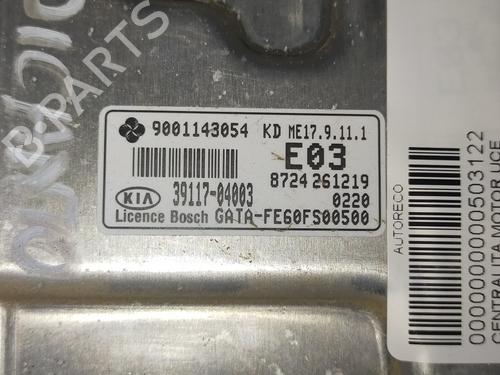 9001143054 KD ME17.9.11.1
E03
8724 261219
KIA 39117-04003 0220
Licence Bosch GATA-FE60FS00500
B-PARTS
AUTORECO
0000000000000503122
CENTRALITA MOTOR UCE